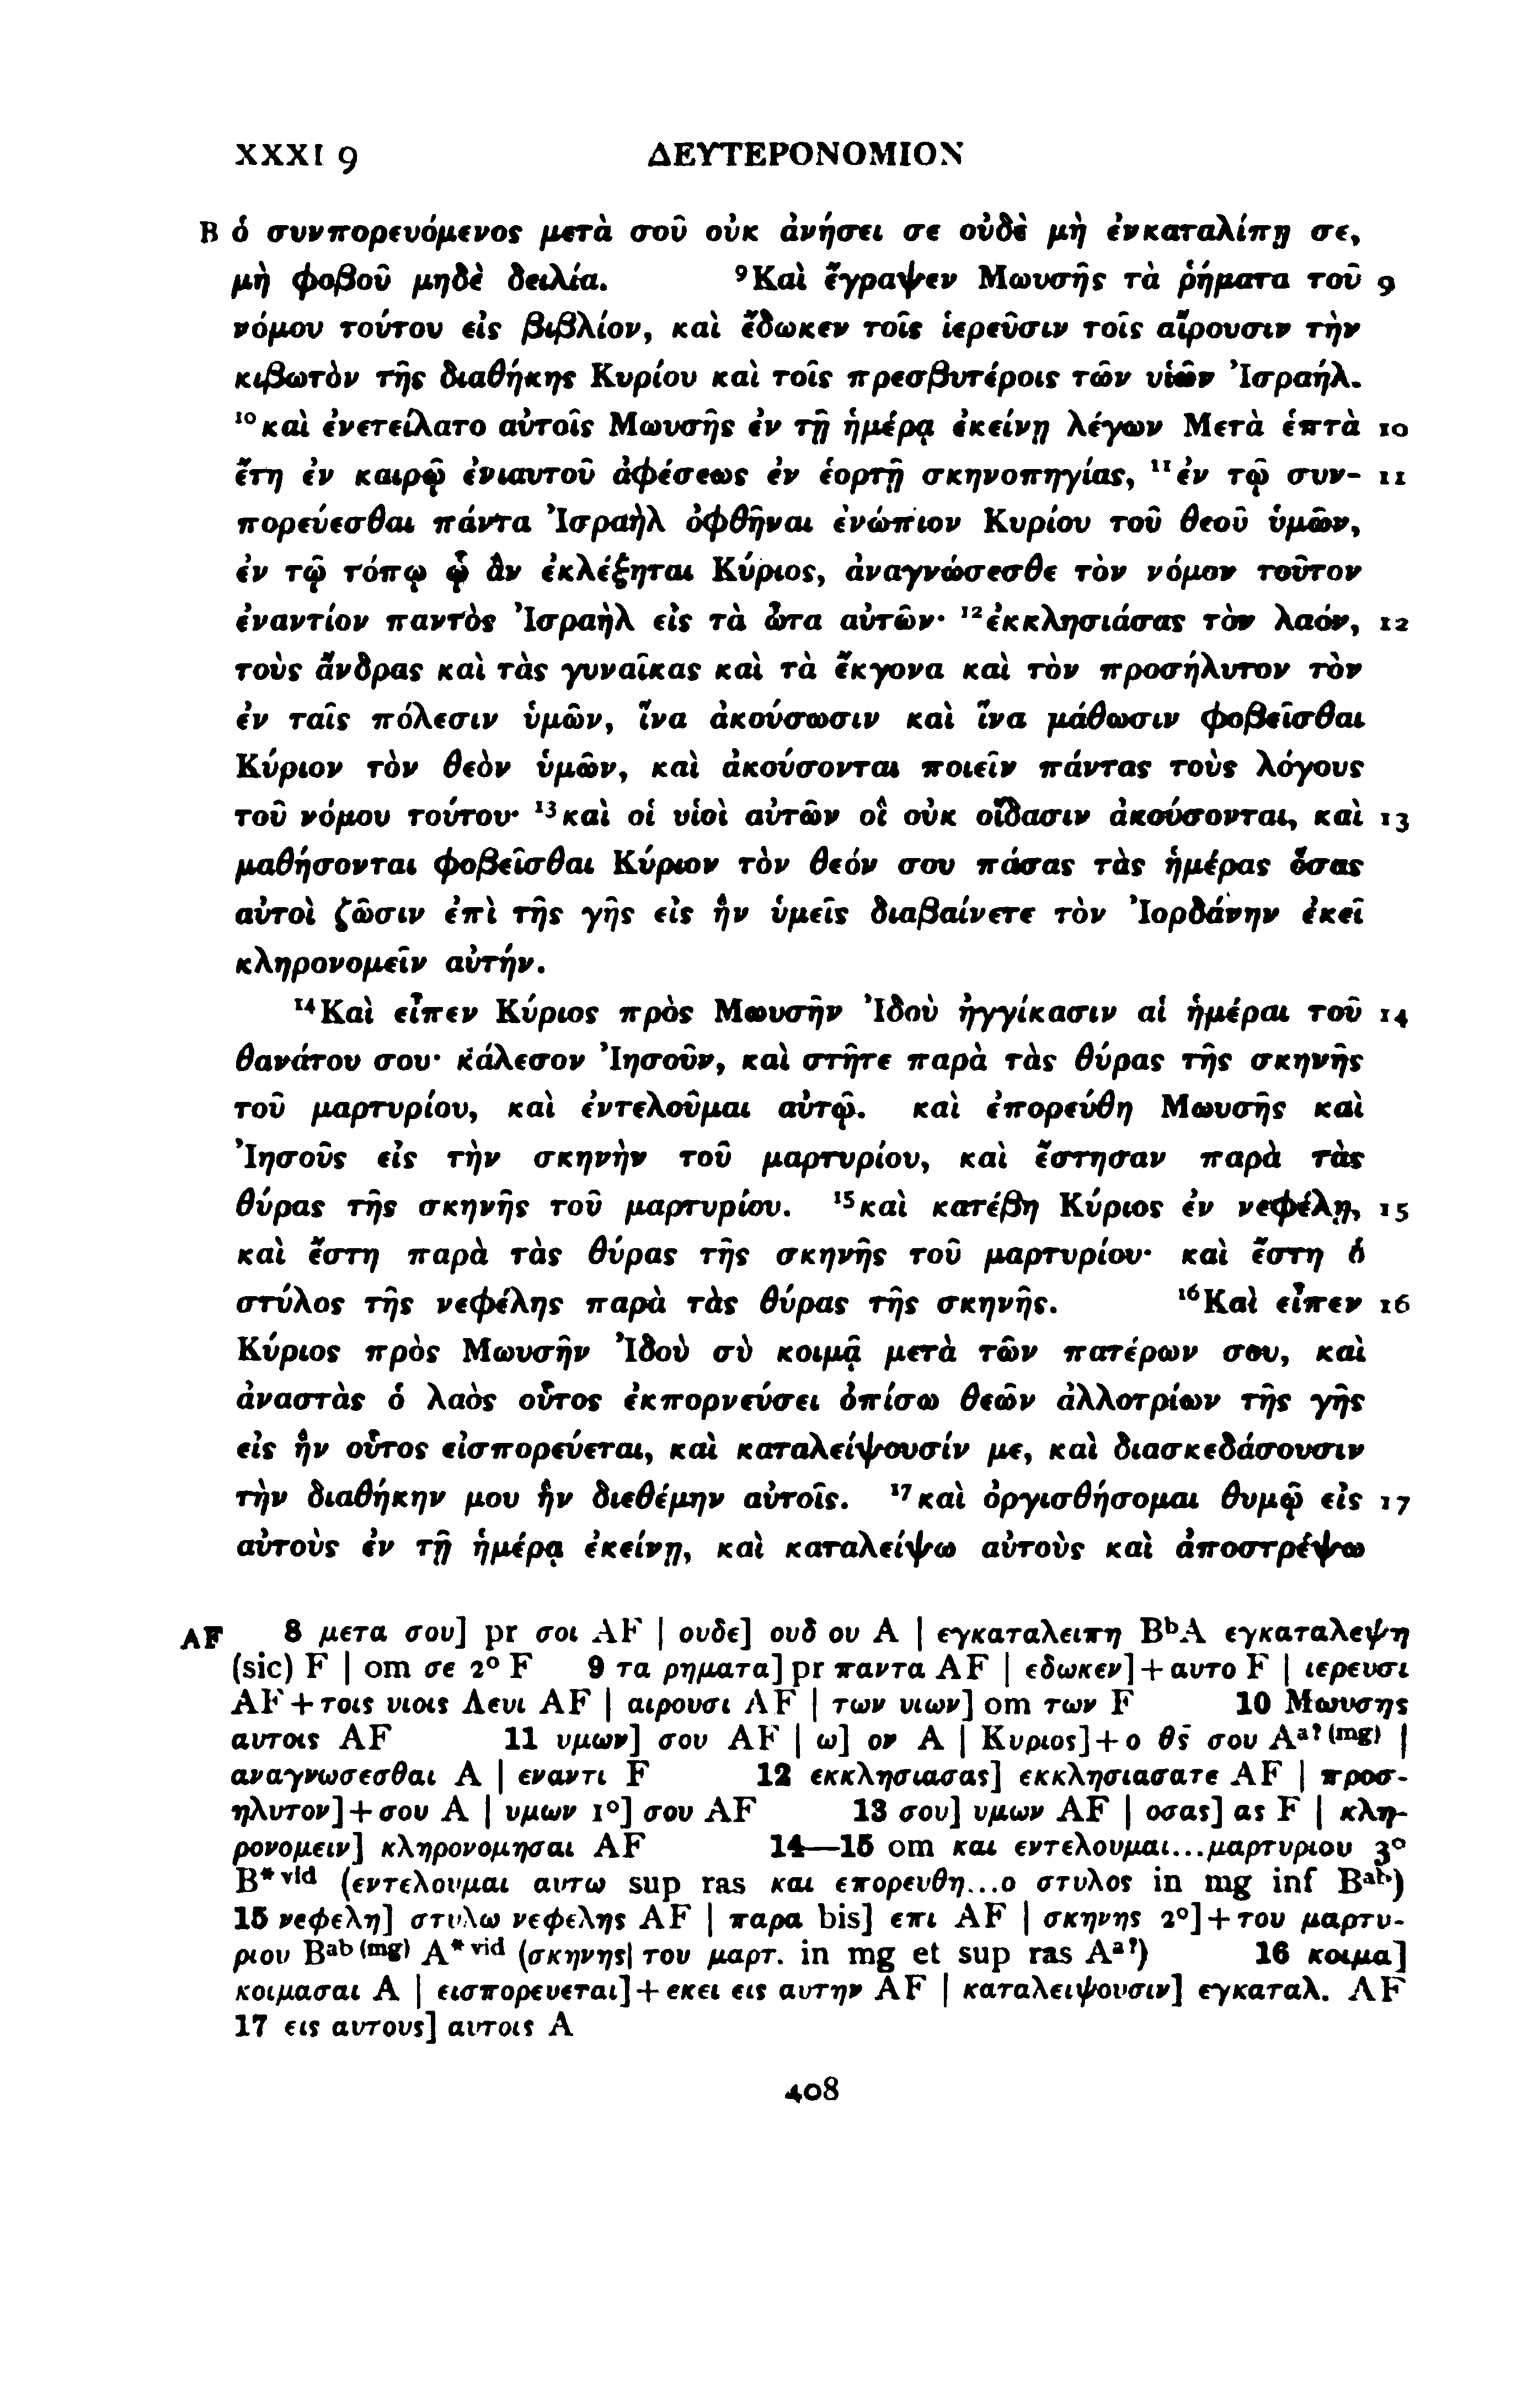 XXXI 9 ΔΕΥΤΕΡΟΝΟΜΙΟΝ
B ὁ συνπορευόμενος μετὰ σοῦ οὐκ ἀνήσει σε οὐδὲ μὴ ἐνκαταλίπῃ σε,
μὴ φοβοῦ μηδὲ δειλία. ⁹Καὶ ἔγραψεν Μωυσῆς τὰ ῥήματα τοῦ 9
νόμου τούτου εἰς βιβλίον, καὶ ἔδωκεν τοῖς ἱερεῦσιν τοῖς αἴρουσιν τὴν
κιβωτὸν τῆς διαθήκης Κυρίου καὶ τοῖς πρεσβυτέροις τῶν υἱῶν Ἰσραήλ.
¹⁰καὶ ἐνετείλατο αὐτοῖς Μωυσῆς ἐν τῇ ἡμέρᾳ ἐκείνῃ λέγων Μετὰ ἑπτὰ 10
ἔτη ἐν καιρῷ ἐνιαυτοῦ ἀφέσεως ἐν ἑορτῇ σκηνοπηγίας, ¹¹ἐν τῷ συν- 11
πορεύεσθαι πάντα Ἰσραὴλ ὀφθῆναι ἐνώπιον Κυρίου τοῦ θεοῦ ὑμῶν,
ἐν τῷ τόπῳ ᾧ ἂν ἐκλέξηται Κύριος, ἀναγνώσεσθε τὸν νόμον τοῦτον
ἐναντίον παντὸς Ἰσραὴλ εἰς τὰ ὦτα αὐτῶν· ¹²ἐκκλησιάσας τὸν λαόν, 12
τοὺς ἄνδρας καὶ τὰς γυναῖκας καὶ τὰ ἔκγονα καὶ τὸν προσήλυτον τὸν
ἐν ταῖς πόλεσιν ὑμῶν, ἵνα ἀκούσωσιν καὶ ἵνα μάθωσιν φοβεῖσθαι
Κύριον τὸν θεὸν ὑμῶν, καὶ ἀκούσονται ποιεῖν πάντας τοὺς λόγους
τοῦ νόμου τούτου· ¹³καὶ οἱ υἱοὶ αὐτῶν οἳ οὐκ οἴδασιν ἀκούσονται, καὶ 13
μαθήσονται φοβεῖσθαι Κύριον τὸν θεόν σου πάσας τὰς ἡμέρας ὅσας
αὐτοὶ ζῶσιν ἐπὶ τῆς γῆς εἰς ἣν ὑμεῖς διαβαίνετε τὸν Ἰορδάνην ἐκεῖ
κληρονομεῖν αὐτήν.
¹⁴Καὶ εἶπεν Κύριος πρὸς Μωυσῆν Ἰδοὺ ἠγγίκασιν αἱ ἡμέραι τοῦ 14
θανάτου σου· κάλεσον Ἰησοῦν, καὶ στῆτε παρὰ τὰς θύρας τῆς σκηνῆς
τοῦ μαρτυρίου, καὶ ἐντελοῦμαι αὐτῷ. καὶ ἐπορεύθη Μωυσῆς καὶ
Ἰησοῦς εἰς τὴν σκηνὴν τοῦ μαρτυρίου, καὶ ἔστησαν παρὰ τὰς
θύρας τῆς σκηνῆς τοῦ μαρτυρίου. ¹⁵καὶ κατέβη Κύριος ἐν νεφέλῃ, 15
καὶ ἔστη παρὰ τὰς θύρας τῆς σκηνῆς τοῦ μαρτυρίου· καὶ ἔστη ὁ
στύλος τῆς νεφέλης παρὰ τὰς θύρας τῆς σκηνῆς. ¹⁶Καὶ εἶπεν 16
Κύριος πρὸς Μωυσῆν Ἰδοὺ σὺ κοιμᾷ μετὰ τῶν πατέρων σου, καὶ
ἀναστὰς ὁ λαὸς οὗτος ἐκπορνεύσει ὀπίσω θεῶν ἀλλοτρίων τῆς γῆς
εἰς ἣν οὗτος εἰσπορεύεται, καὶ καταλείψουσίν με, καὶ διασκεδάσουσιν
τὴν διαθήκην μου ἣν διεθέμην αὐτοῖς. ¹⁷καὶ ὀργισθήσομαι θυμῷ εἰς 17
αὐτοὺς ἐν τῇ ἡμέρᾳ ἐκείνῃ, καὶ καταλείψω αὐτοὺς καὶ ἀποστρέψω
AF 8 μετα σου] pr σοι AF | ουδε] ουδ ου A | εγκαταλειπη BᵇA εγκαταλεψη
(sic) F | om σε 2° F 9 τα ρηματα] pr παντα AF | εδωκεν] + αυτο F | ιερευσι
AF + τοις υιοις Λευι AF | αιρουσι AF | των υιων] om των F 10 Μωυσης
αυτοις AF 11 υμων] σου AF | ω] ον A | Κυριος] + ο θς̄ σου Aᵃ?⁽ᵐᵍ⁾ |
αναγνωσεσθαι A | εναντι F 12 εκκλησιασας] εκκλησιασατε AF | προσ-
ηλυτον] + σου A | υμων 1°] σου AF 13 σου] υμων AF | οσας] ας F | κλη-
ρονομειν] κληρονομησαι AF 14—15 om και εντελουμαι...μαρτυριου 3°
B*ᵛⁱᵈ (εντελουμαι αυτω sup ras και επορευθη...ο στυλος in mg inf Bᵃᵇ)
15 νεφελη] στυλω νεφελης AF | παρα bis] επι AF | σκηνης 2°] + του μαρτυ-
ριου Bᵃᵇ⁽ᵐᵍ⁾ A*ᵛⁱᵈ (σκηνης| του μαρτ. in mg et sup ras Aᵃ?) 16 κοιμα]
κοιμασαι A | εισπορευεται] + εκει εις αυτην AF | καταλειψουσιν] εγκαταλ. AF
17 εις αυτους] αυτοις A
408